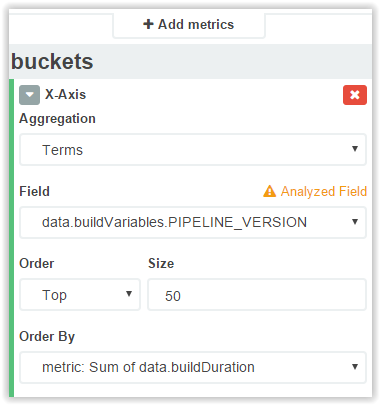 + Add metrics
buckets
X-Axis
Aggregation
Terms
Field Analyzed Field
data.buildVariables.PIPELINE_VERSION
Order Size
Top 50
Order By
metric: Sum of data.buildDuration